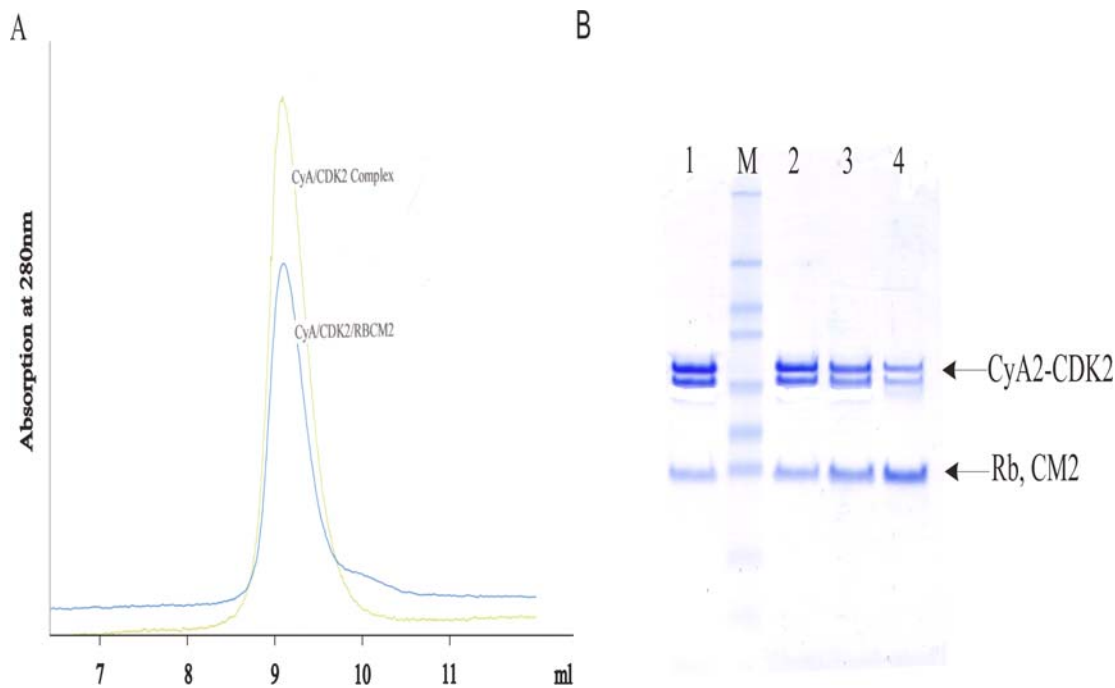 A
Absorption at 280nm
CyA/CDK2 Complex
CyA/CDK2/RBCM2
7 8 9 10 11 ml
B
1 M 2 3 4
CyA2-CDK2
Rb, CM2